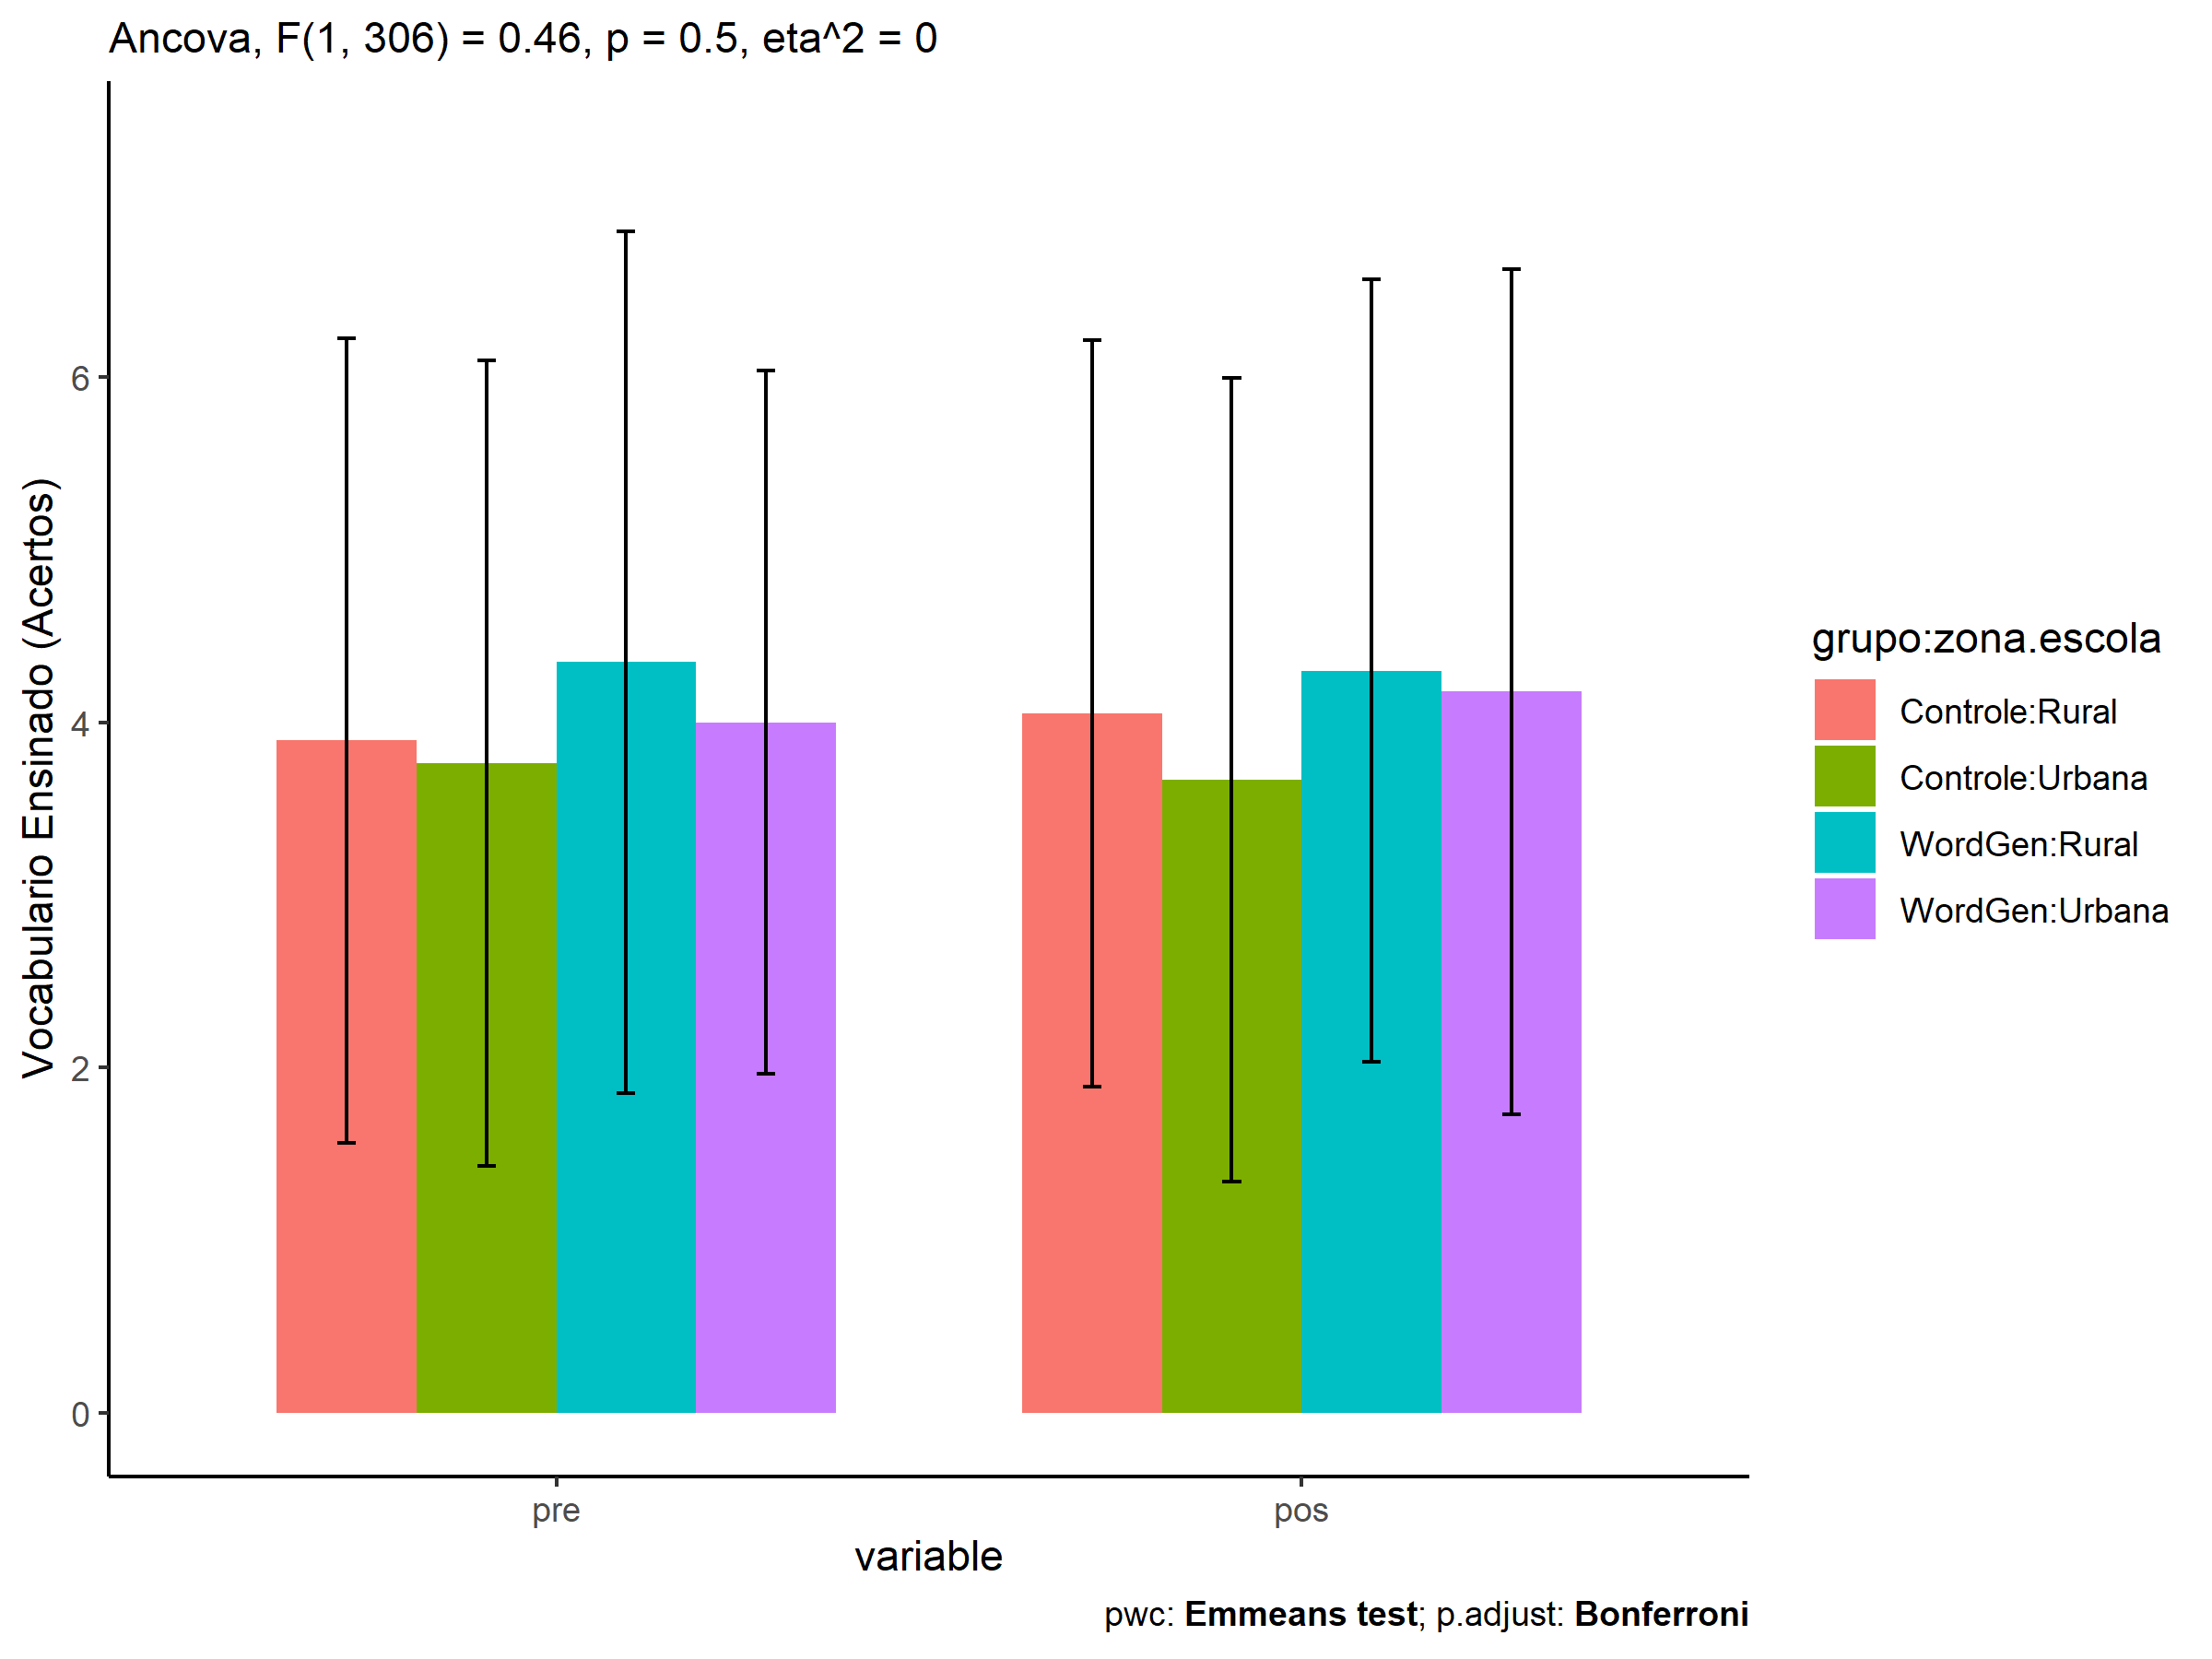 Ancova, F(1, 306) = 0.46, p = 0.5, eta^2 = 0
Vocabulario Ensinado (Acertos)
6
4
2
0
pre
pos
variable
grupo:zona.escola
Controle:Rural
Controle:Urbana
WordGen:Rural
WordGen:Urbana
pwc: Emmeans test; p.adjust: Bonferroni